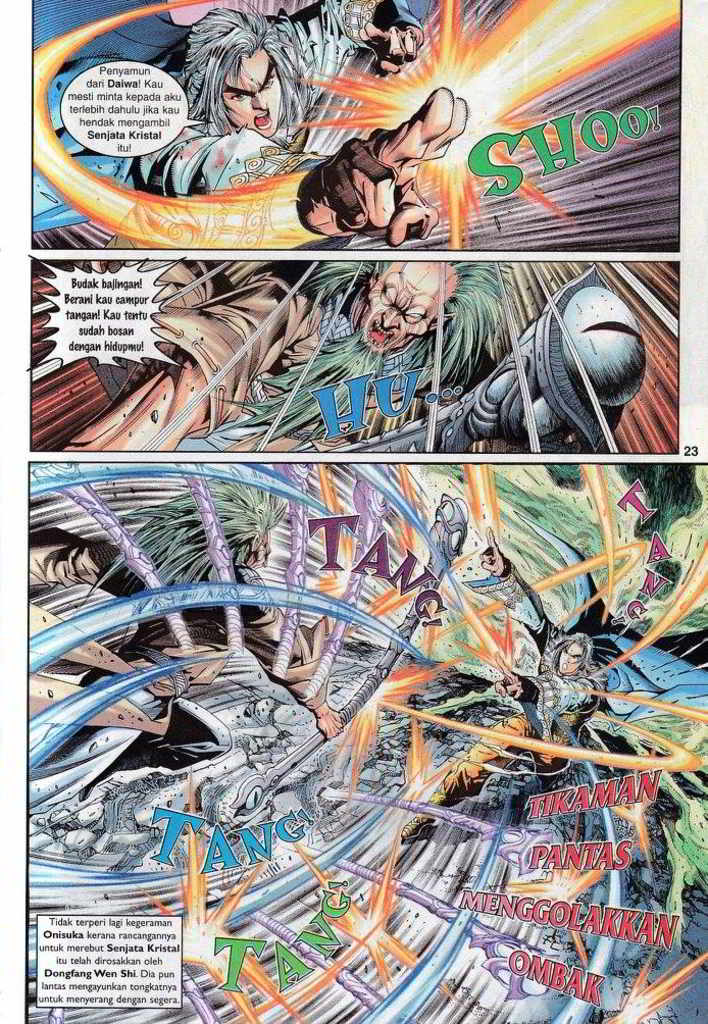 Penyamun
dari Daiwa! Kau
mesti minta kepada aku
terlebih dahulu jika kau
hendak mengambil
Senjata Kristal
itu!
SHOO!
Budak bajingan!
Berani kau campur
tangan! Kau tentu
sudah bosan
dengan hidupmu!
HU...
23
TANG!
TANG!
TANG!
TANG!
TIKAMAN
PANTAS
MENGGOLAKKAN
OMBAK
Tidak terperi lagi kegeraman
Onisuka kerana rancangannya
untuk merebut Senjata Kristal
itu telah dirosakkan oleh
Dongfang Wen Shi. Dia pun
lantas mengayunkan tongkatnya
untuk menyerang dengan segera.